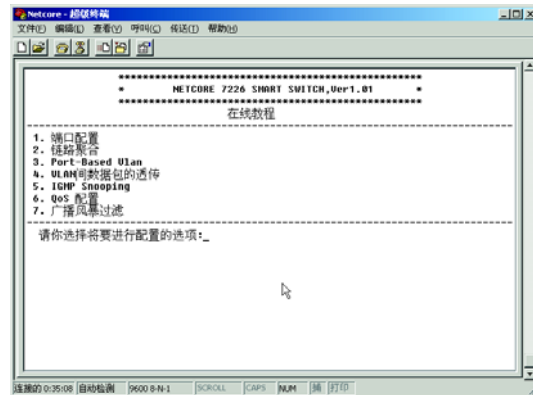 Netcore - 超级终端
文件(F) 编辑(E) 查看(V) 呼叫(C) 传送(T) 帮助(H)
************************************************
* NETCORE 7226 SMART SWITCH,Ver1.01 *
************************************************
在线教程
1. 端口配置
2. 链路聚合
3. Port-Based Vlan
4. VLAN间数据包的透传
5. IGMP Snooping
6. QoS 配置
7. 广播风暴过滤
请你选择将要进行配置的选项:_
连接的 0:35:08 自动检测 9600 8-N-1 SCROLL CAPS NUM 捕 打印